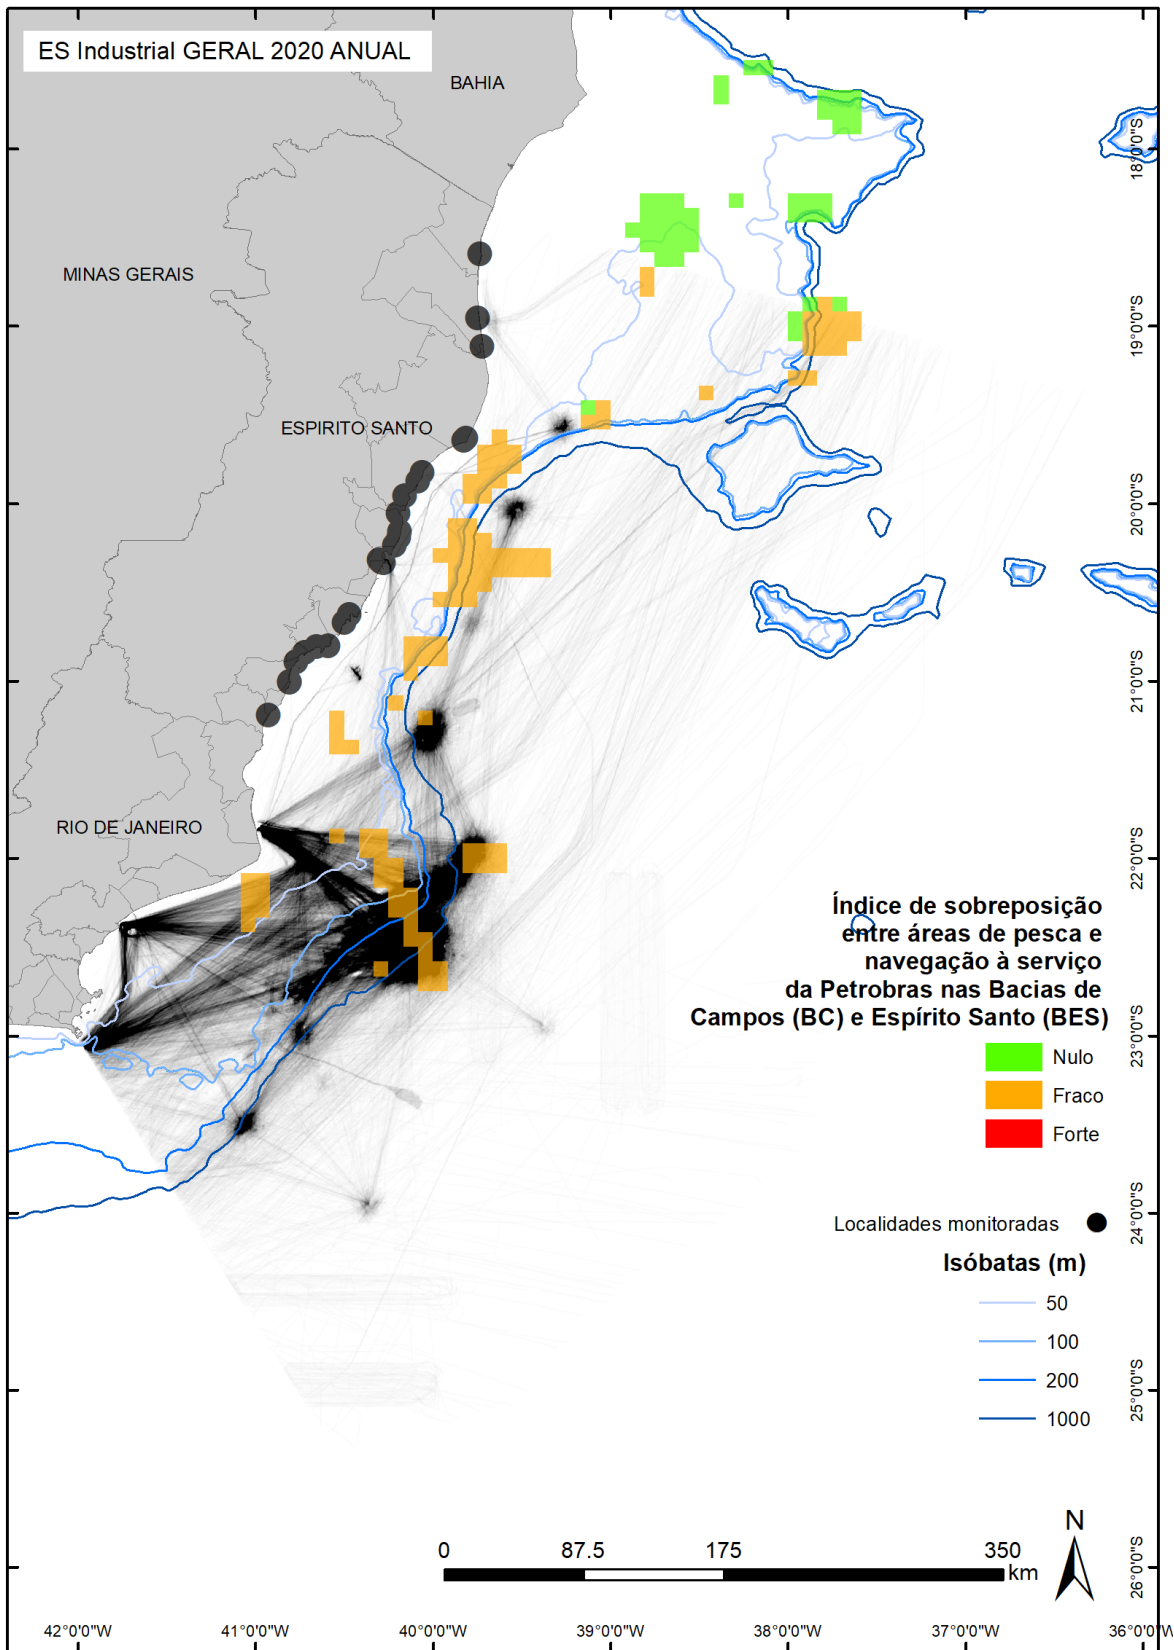 ES Industrial GERAL 2020 ANUAL
BAHIA
MINAS GERAIS
ESPIRITO SANTO
RIO DE JANEIRO
18°0'0"S
19°0'0"S
20°0'0"S
21°0'0"S
22°0'0"S
23°0'0"S
24°0'0"S
25°0'0"S
26°0'0"S
Índice de sobreposição
entre áreas de pesca e
navegação à serviço
da Petrobras nas Bacias de
Campos (BC) e Espírito Santo (BES)
Nulo
Fraco
Forte
Localidades monitoradas
Isóbatas (m)
50
100
200
1000
N
0 87.5 175 350
km
42°0'0"W 41°0'0"W 40°0'0"W 39°0'0"W 38°0'0"W 37°0'0"W 36°0'0"W